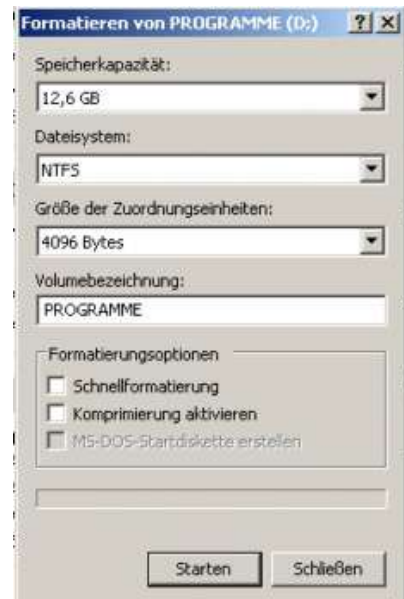 Formatieren von PROGRAMME (D:)
Speicherkapazität:
12,6 GB
Dateisystem:
NTFS
Größe der Zuordnungseinheiten:
4096 Bytes
Volumebezeichnung:
PROGRAMME
Formatierungsoptionen
Schnellformatierung
Komprimierung aktivieren
MS-DOS-Startdiskette erstellen
Starten Schließen